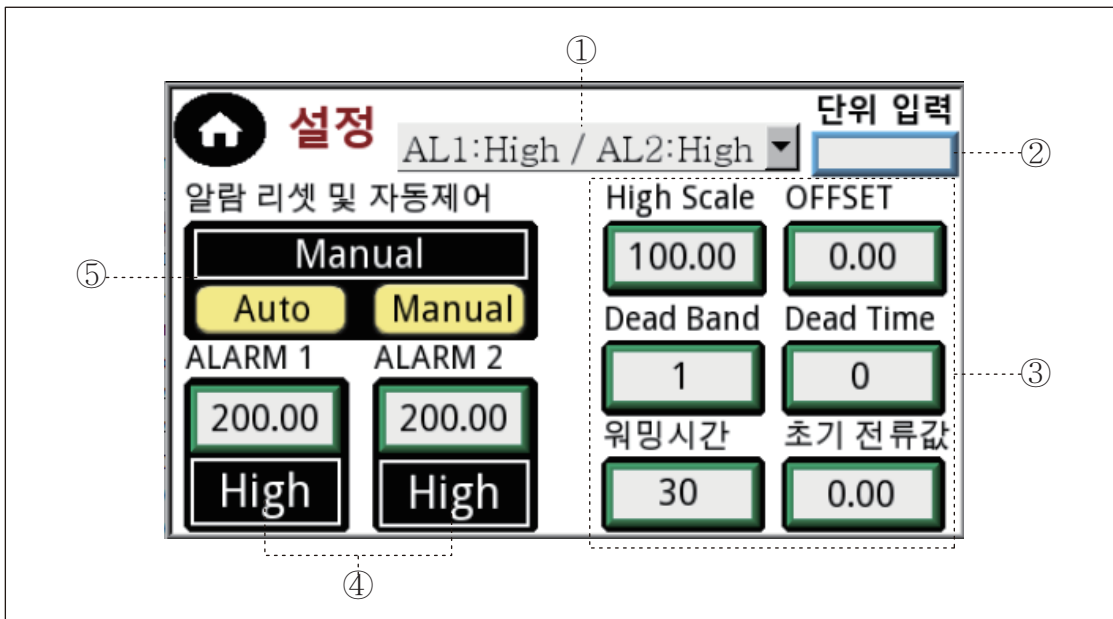 ①
설정
AL1:High / AL2:High
단위 입력
②
알람 리셋 및 자동제어
Manual
Auto Manual
⑤
ALARM 1 ALARM 2
200.00 200.00
High High
④
High Scale OFFSET
100.00 0.00
Dead Band Dead Time
1 0
③
워밍시간 초기 전류값
30 0.00